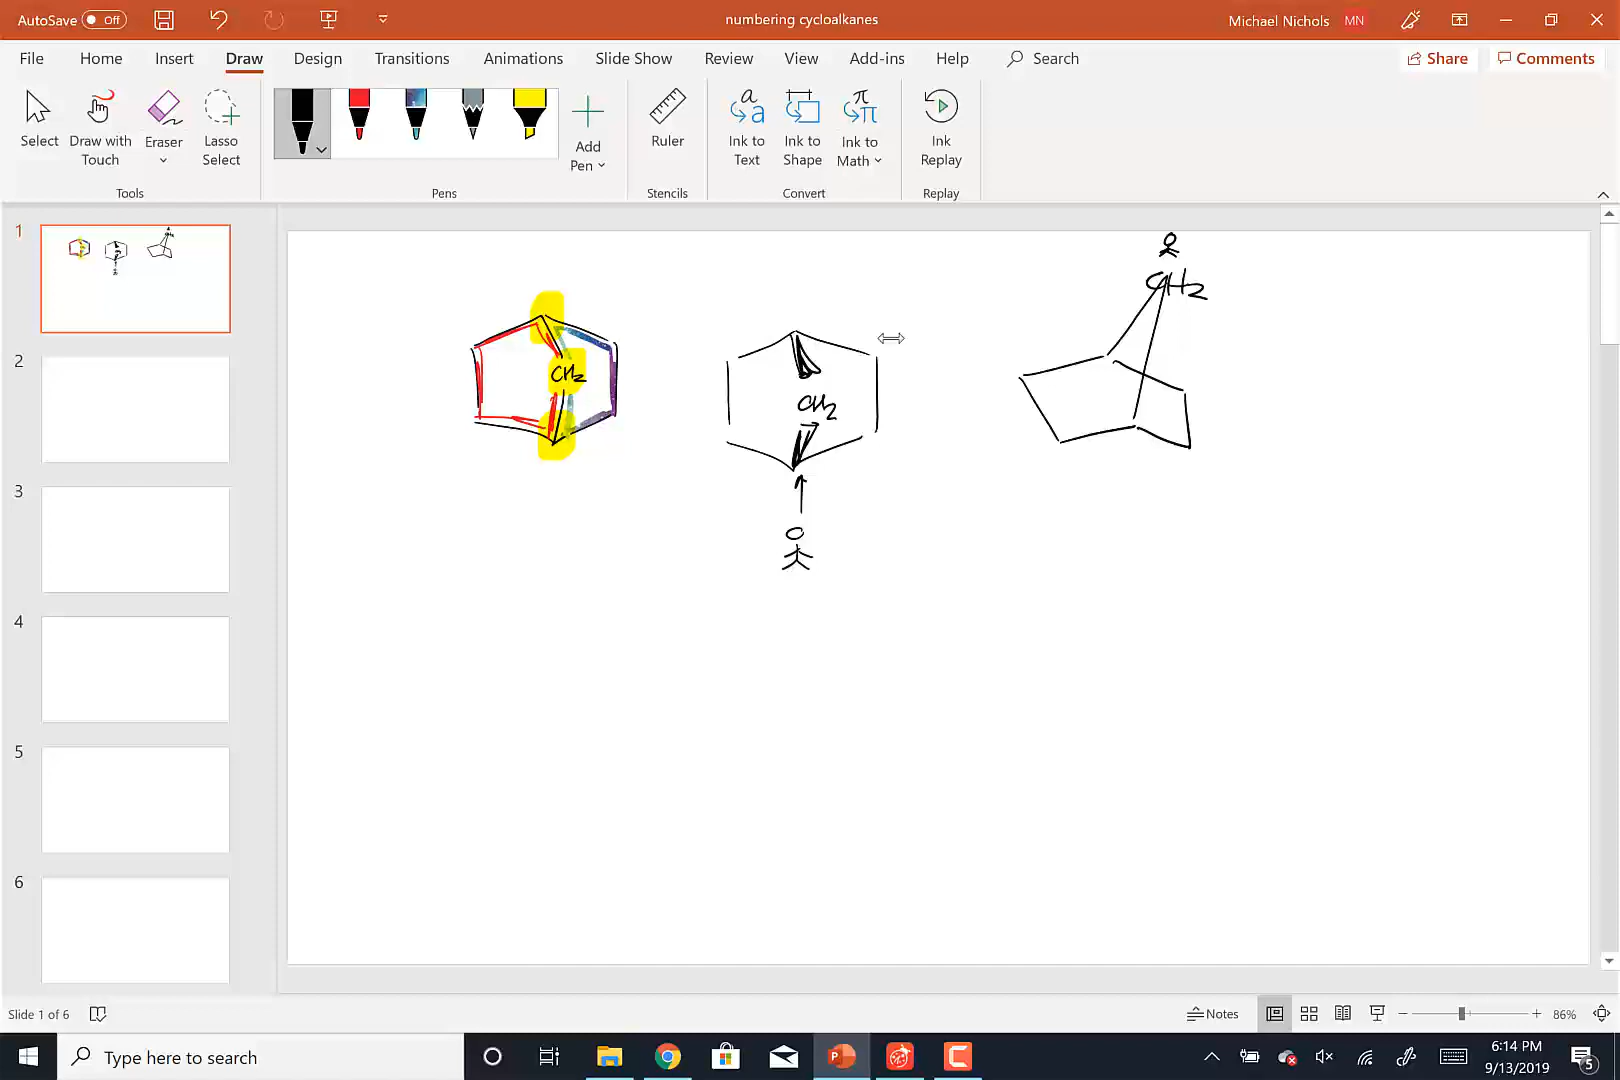 AutoSave Off
numbering cycloalkanes
Michael Nichols MN
File Home Insert Draw Design Transitions Animations Slide Show Review View Add-ins Help Search Share Comments
Select
Draw with Touch
Eraser
Lasso Select
Add Pen
Ruler
Ink to Text
Ink to Shape
Ink to Math
Ink Replay
Tools Pens Stencils Convert Replay
1
2
3
4
5
6
CH2
CH2
CH2
Slide 1 of 6
Notes
86%
Type here to search
6:14 PM
9/13/2019
5